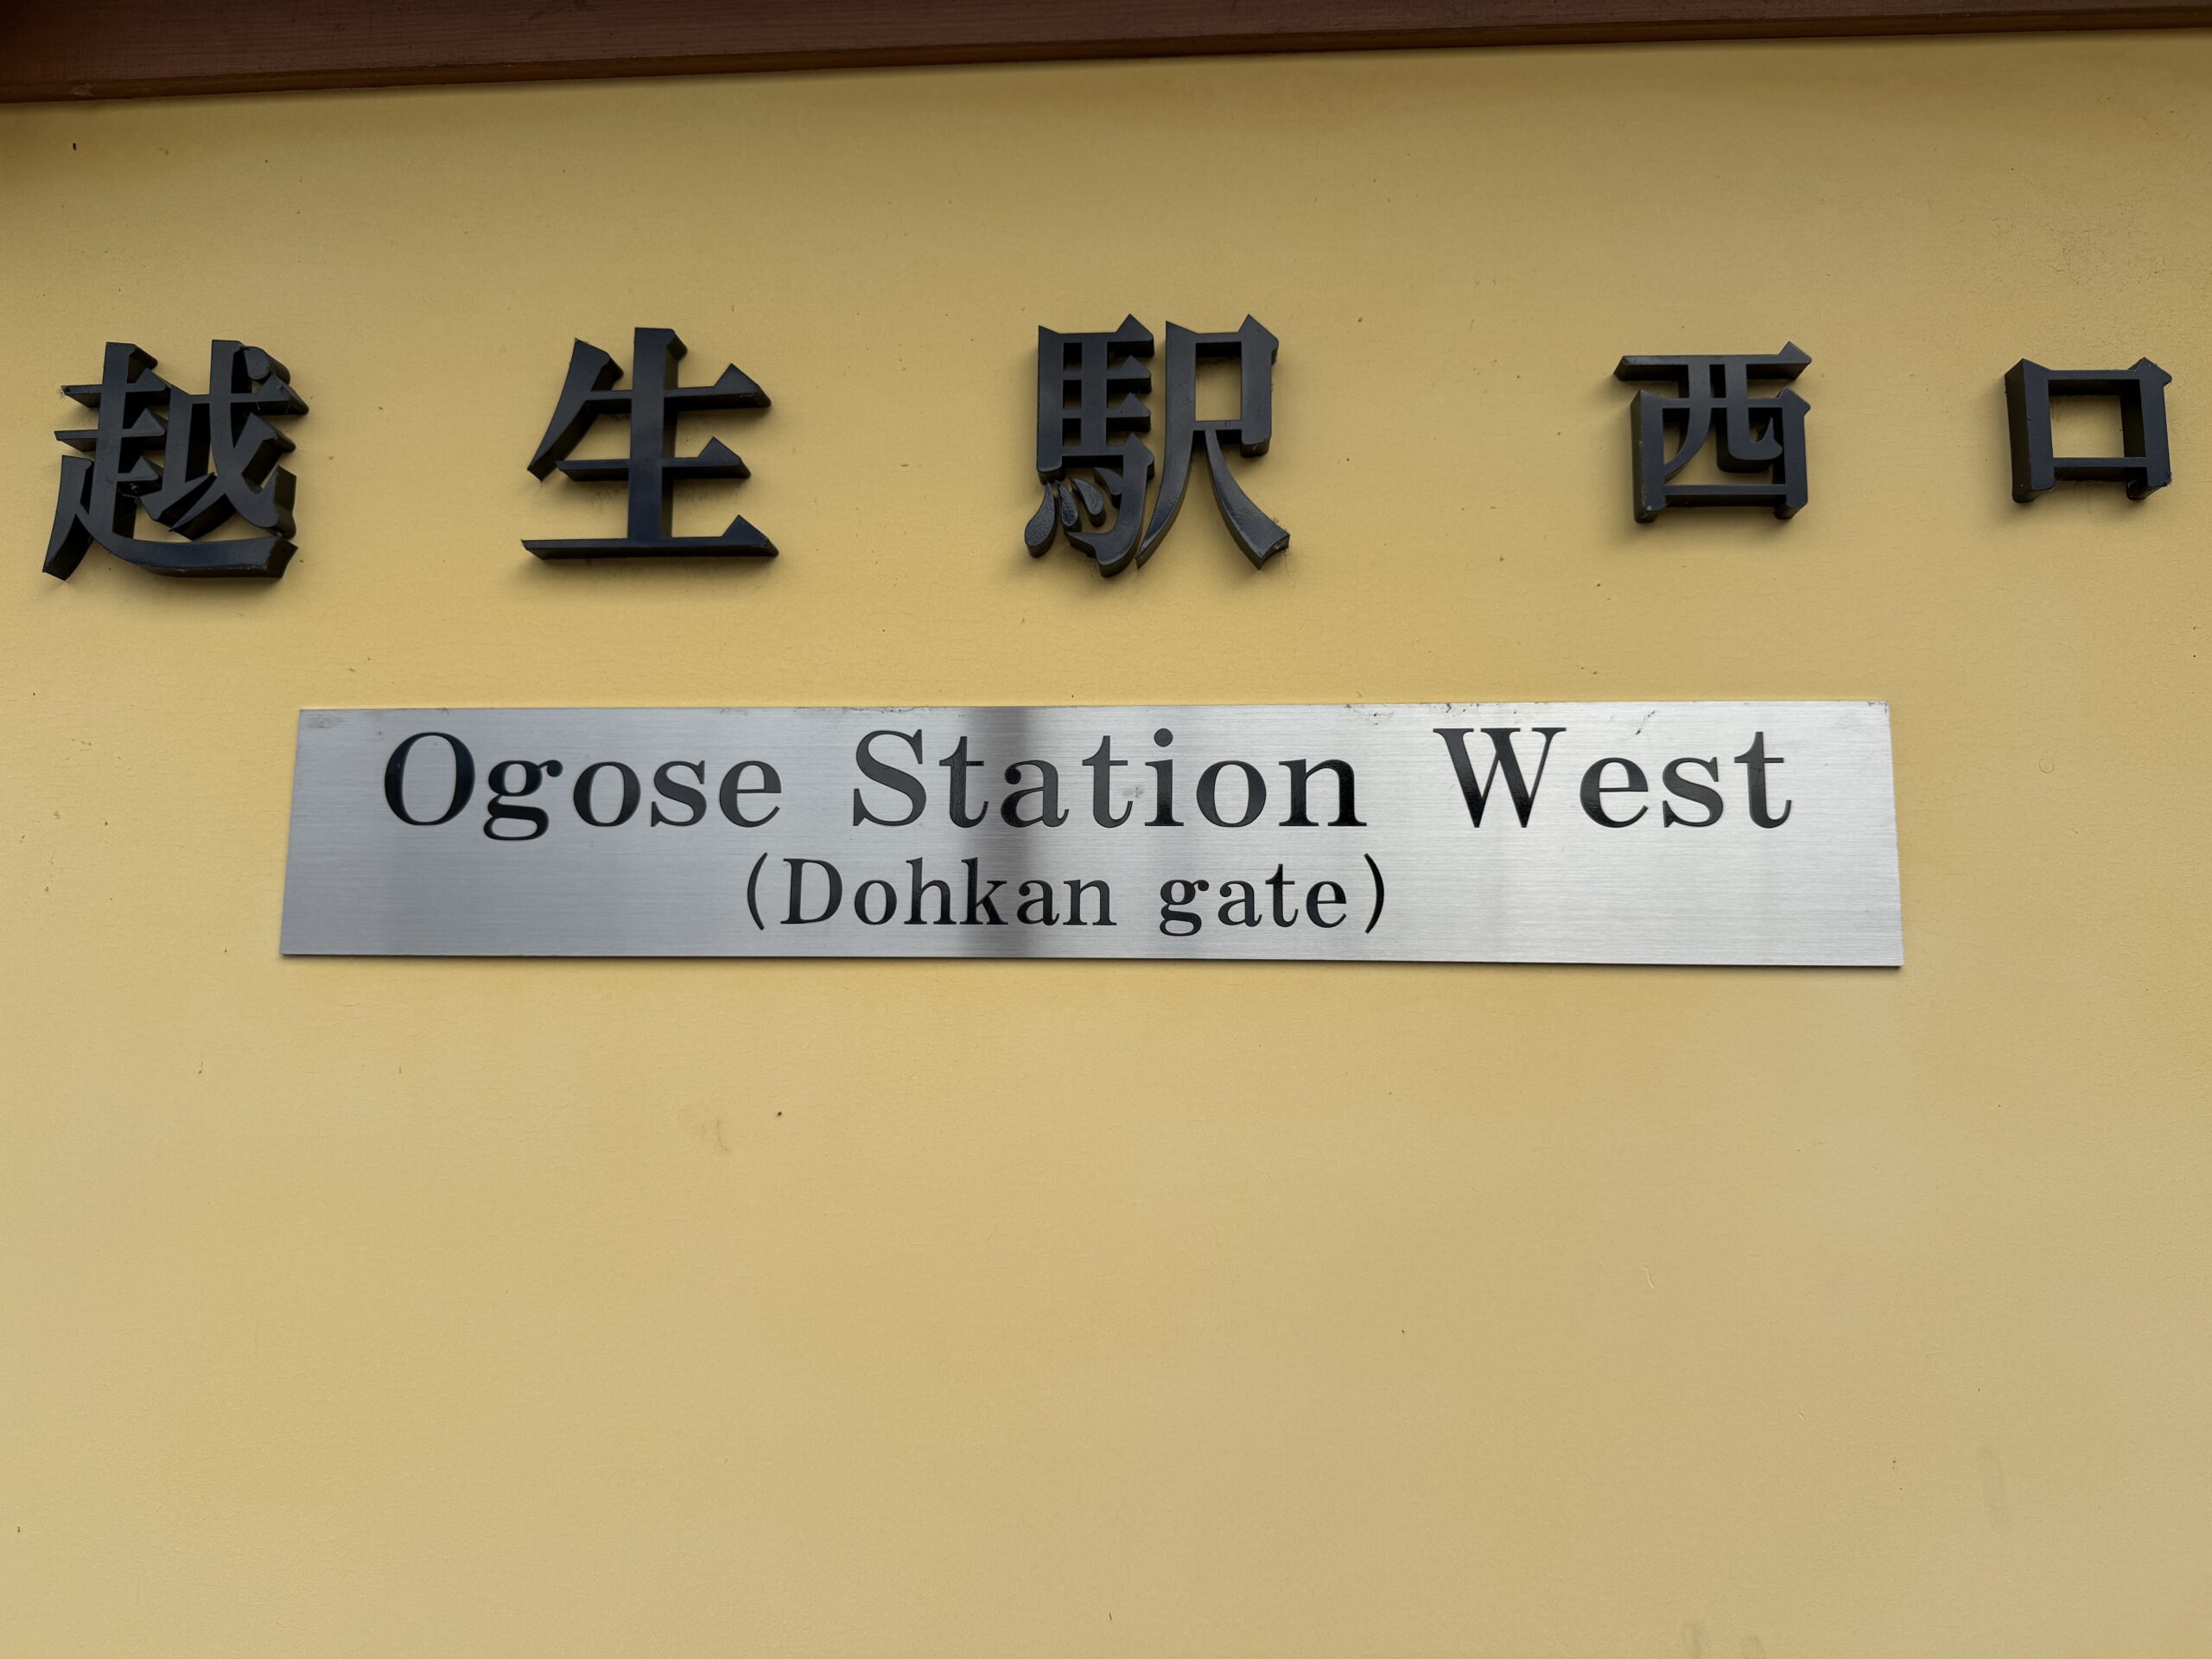 越生駅西口
Ogose Station West
(Dohkan gate)